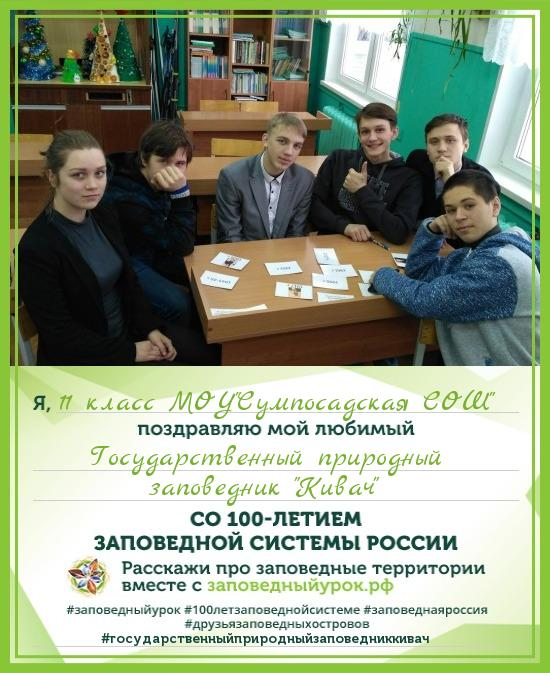 Я, 11 класс МОУ"Сумпосадская СОШ"
поздравляю мой любимый
Государственный природный
заповедник "Кивач"
СО 100-ЛЕТИЕМ
ЗАПОВЕДНОЙ СИСТЕМЫ РОССИИ
Расскажи про заповедные территории
вместе с заповедныйурок.рф
#заповедныйурок #100летзаповеднойсистеме #заповеднаяроссия
#друзьязаповедныхостровов
#государственныйприродныйзаповедниккивач